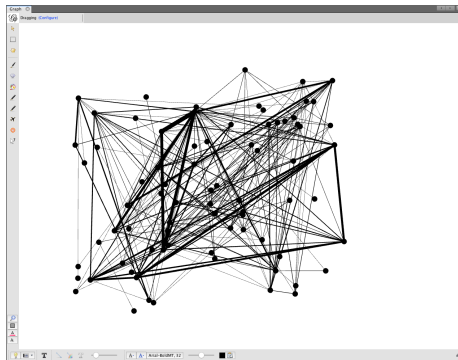 Graph
Dragging (Configure)
T A- A- Arial-BoldMT, 32